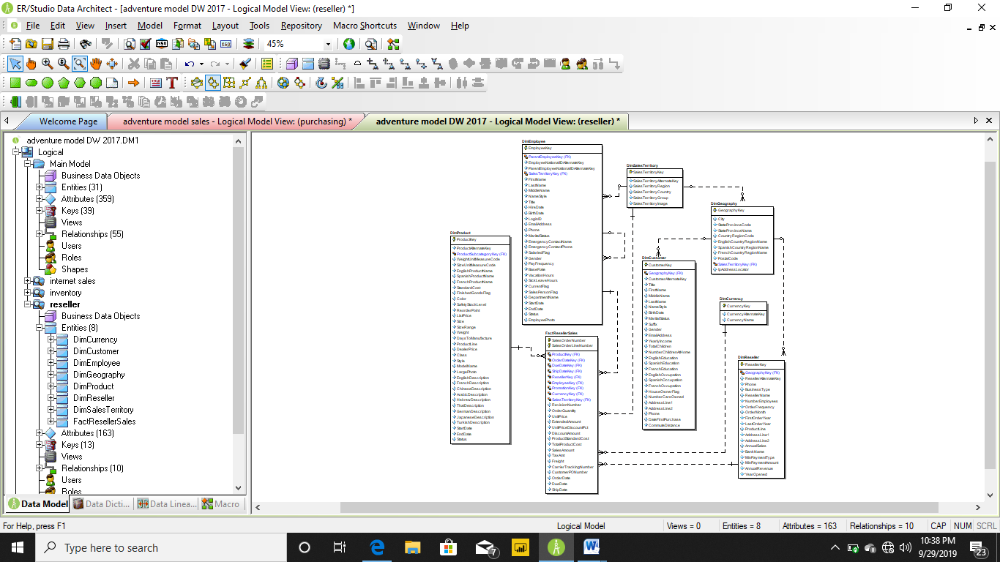 ER/Studio Data Architect - [adventure model DW 2017 - Logical Model View: (reseller) *]
File Edit View Insert Model Format Layout Tools Repository Macro Shortcuts Window Help
45%
Welcome Page
adventure model sales - Logical Model View: (purchasing) *
adventure model DW 2017 - Logical Model View: (reseller) *
adventure model DW 2017.DM1
Logical
Main Model
Business Data Objects
Entities (31)
Attributes (359)
Keys (39)
Views
Relationships (55)
Users
Roles
Shapes
internet sales
inventory
reseller
Business Data Objects
Entities (8)
DimCurrency
DimCustomer
DimEmployee
DimGeography
DimProduct
DimReseller
DimSalesTerritory
FactResellerSales
Attributes (163)
Keys (13)
Views
Relationships (10)
Users
Roles
Data Model
Data Dicti...
Data Linea...
Macro
DimProduct
ProductKey
ProductAlternateKey
ProductSubcategoryKey (FK)
WeightUnitMeasureCode
SizeUnitMeasureCode
EnglishProductName
SpanishProductName
FrenchProductName
StandardCost
FinishedGoodsFlag
Color
SafetyStockLevel
ReorderPoint
ListPrice
Size
SizeRange
Weight
DaysToManufacture
ProductLine
DealerPrice
Class
Style
ModelName
LargePhoto
EnglishDescription
FrenchDescription
ChineseDescription
ArabicDescription
HebrewDescription
ThaiDescription
GermanDescription
JapaneseDescription
TurkishDescription
StartDate
EndDate
Status
DimEmployee
EmployeeKey
ParentEmployeeKey (FK)
EmployeeNationalIDAlternateKey
ParentEmployeeNationalIDAlternateKey
SalesTerritoryKey (FK)
FirstName
LastName
MiddleName
NameStyle
Title
HireDate
BirthDate
LoginID
EmailAddress
Phone
MaritalStatus
EmergencyContactName
EmergencyContactPhone
SalariedFlag
Gender
PayFrequency
BaseRate
VacationHours
SickLeaveHours
CurrentFlag
SalesPersonFlag
DepartmentName
StartDate
EndDate
Status
EmployeePhoto
FactResellerSales
SalesOrderNumber
SalesOrderLineNumber
ProductKey (FK)
OrderDateKey (FK)
DueDateKey (FK)
ShipDateKey (FK)
ResellerKey (FK)
EmployeeKey (FK)
PromotionKey (FK)
CurrencyKey (FK)
SalesTerritoryKey (FK)
RevisionNumber
OrderQuantity
UnitPrice
ExtendedAmount
UnitPriceDiscountPct
DiscountAmount
ProductStandardCost
TotalProductCost
SalesAmount
TaxAmt
Freight
CarrierTrackingNumber
CustomerPONumber
OrderDate
DueDate
ShipDate
DimSalesTerritory
SalesTerritoryKey
SalesTerritoryAlternateKey
SalesTerritoryRegion
SalesTerritoryCountry
SalesTerritoryGroup
SalesTerritoryImage
DimCustomer
CustomerKey
GeographyKey (FK)
CustomerAlternateKey
Title
FirstName
MiddleName
LastName
NameStyle
BirthDate
MaritalStatus
Suffix
Gender
EmailAddress
YearlyIncome
TotalChildren
NumberChildrenAtHome
EnglishEducation
SpanishEducation
FrenchEducation
EnglishOccupation
SpanishOccupation
FrenchOccupation
HouseOwnerFlag
NumberCarsOwned
AddressLine1
AddressLine2
Phone
DateFirstPurchase
CommuteDistance
DimGeography
GeographyKey
City
StateProvinceCode
StateProvinceName
CountryRegionCode
EnglishCountryRegionName
SpanishCountryRegionName
FrenchCountryRegionName
PostalCode
SalesTerritoryKey (FK)
IpAddressLocator
DimCurrency
CurrencyKey
CurrencyAlternateKey
CurrencyName
DimReseller
ResellerKey
GeographyKey (FK)
ResellerAlternateKey
Phone
BusinessType
ResellerName
NumberEmployees
OrderFrequency
OrderMonth
FirstOrderYear
LastOrderYear
ProductLine
AddressLine1
AddressLine2
AnnualSales
BankName
MinPaymentType
MinPaymentAmount
AnnualRevenue
YearOpened
For Help, press F1
Logical Model
Views = 0
Entities = 8
Attributes = 163
Relationships = 10
CAP NUM SCRL
Type here to search
7
10:38 PM
9/29/2019
23